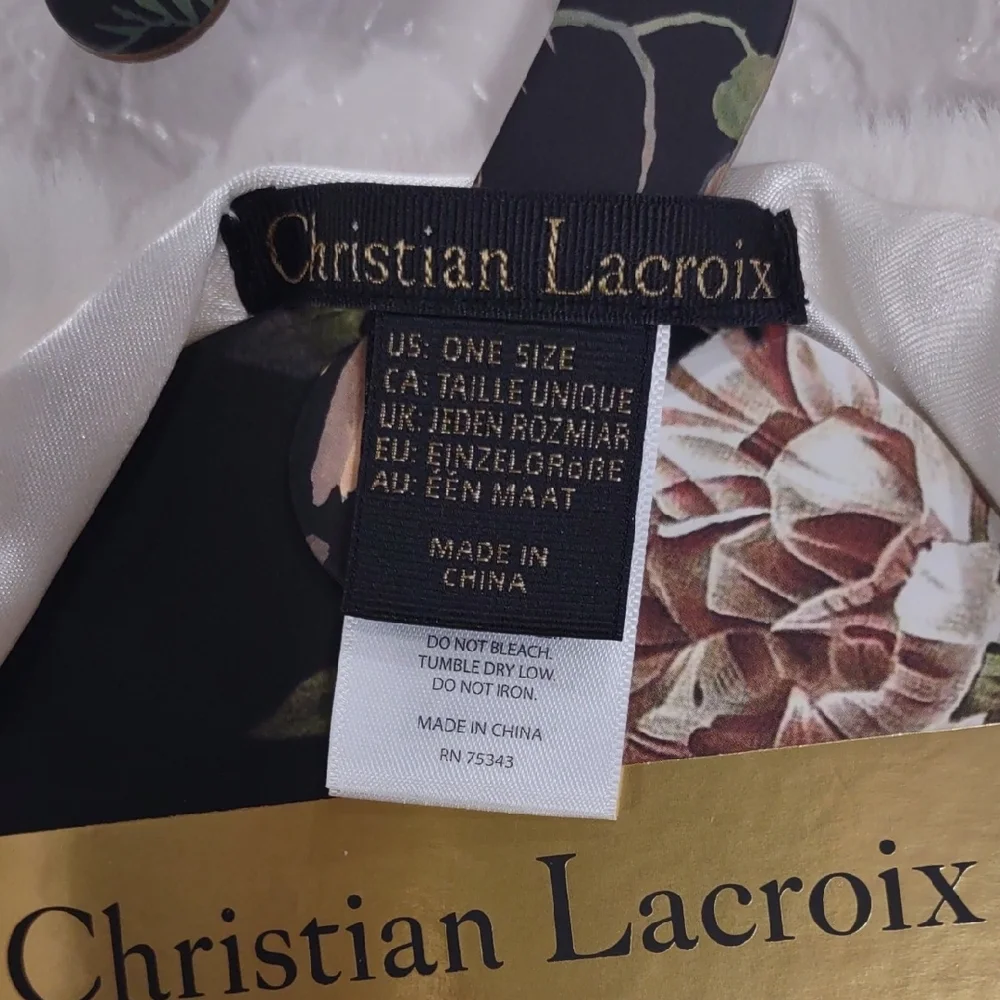 Christian Lacroix
US: ONE SIZE
CA: TAILLE UNIQUE
UK: JEDEN ROZMIAR
EU: EINZELGROßE
AU: ÉÉN MAAT
MADE IN
CHINA
DO NOT BLEACH.
TUMBLE DRY LOW.
DO NOT IRON.
MADE IN CHINA
RN 75343
Christian Lacroix